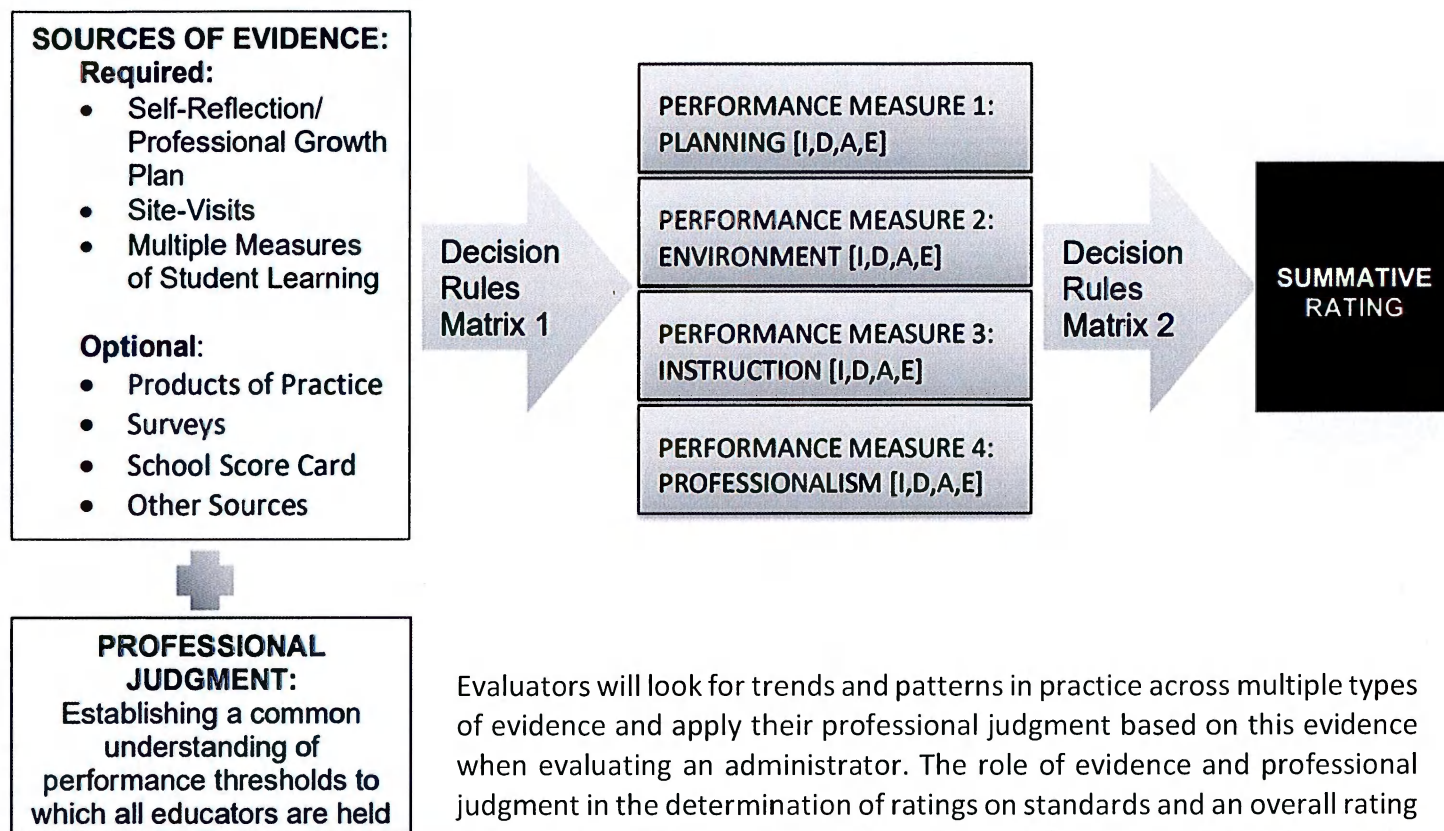 SOURCES OF EVIDENCE:
Required:
• Self-Reflection/
Professional Growth
Plan
• Site-Visits
• Multiple Measures
of Student Learning
Optional:
• Products of Practice
• Surveys
• School Score Card
• Other Sources
PROFESSIONAL
JUDGMENT:
Establishing a common
understanding of
performance thresholds to
which all educators are held
Decision
Rules
Matrix 1
PERFORMANCE MEASURE 1:
PLANNING [I,D,A,E]
PERFORMANCE MEASURE 2:
ENVIRONMENT [I,D,A,E]
PERFORMANCE MEASURE 3:
INSTRUCTION [I,D,A,E]
PERFORMANCE MEASURE 4:
PROFESSIONALISM [I,D,A,E]
Decision
Rules
Matrix 2
SUMMATIVE
RATING
Evaluators will look for trends and patterns in practice across multiple types
of evidence and apply their professional judgment based on this evidence
when evaluating an administrator. The role of evidence and professional
judgment in the determination of ratings on standards and an overall rating